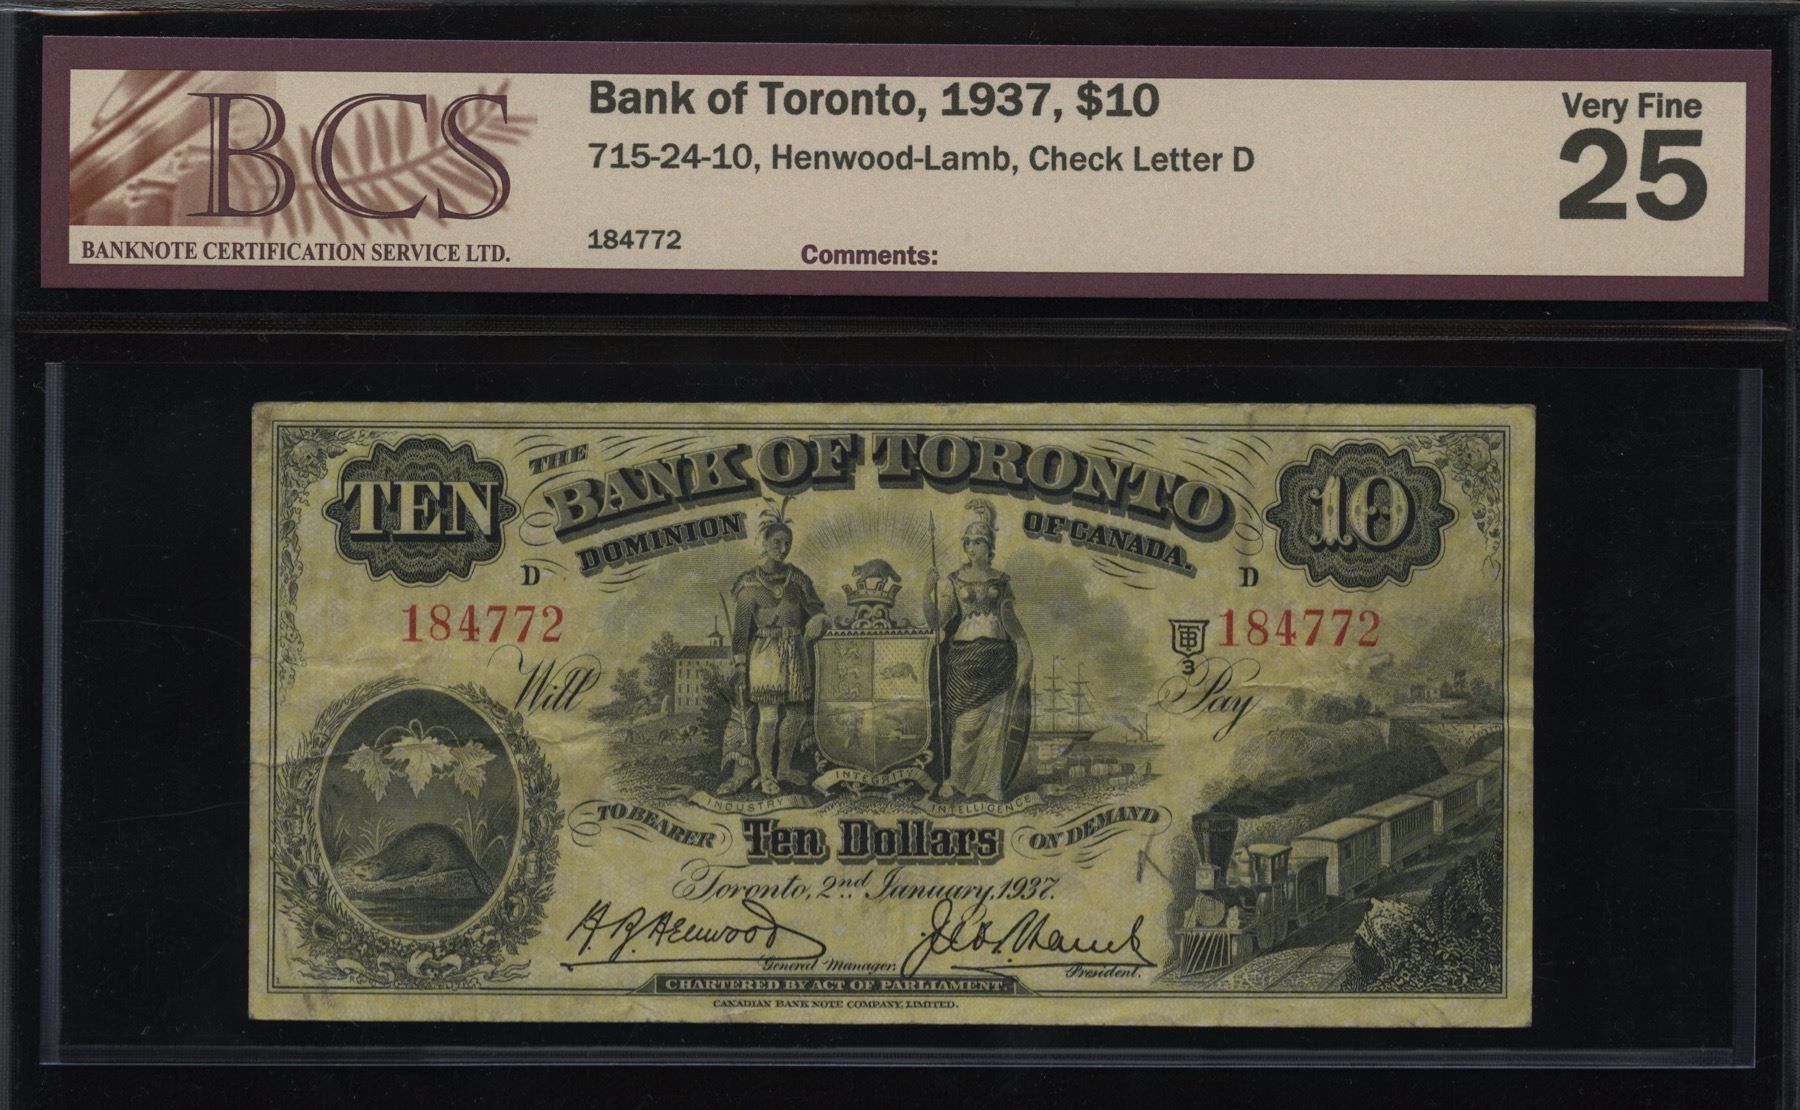 BCS
BANKNOTE CERTIFICATION SERVICE LTD.
Bank of Toronto, 1937, $10
715-24-10, Henwood-Lamb, Check Letter D
184772
Comments:
Very Fine
25
THE
BANK OF TORONTO
DOMINION OF CANADA.
TEN
10
D
D
184772
TB
3
184772
Will
Pay
INTEGRITY
INDUSTRY
INTELLIGENCE
TO BEARER
Ten Dollars
ON DEMAND
Toronto, 2nd January, 1937.
H.B. Henwood
General Manager.
President.
CHARTERED BY ACT OF PARLIAMENT.
CANADIAN BANK NOTE COMPANY, LIMITED.